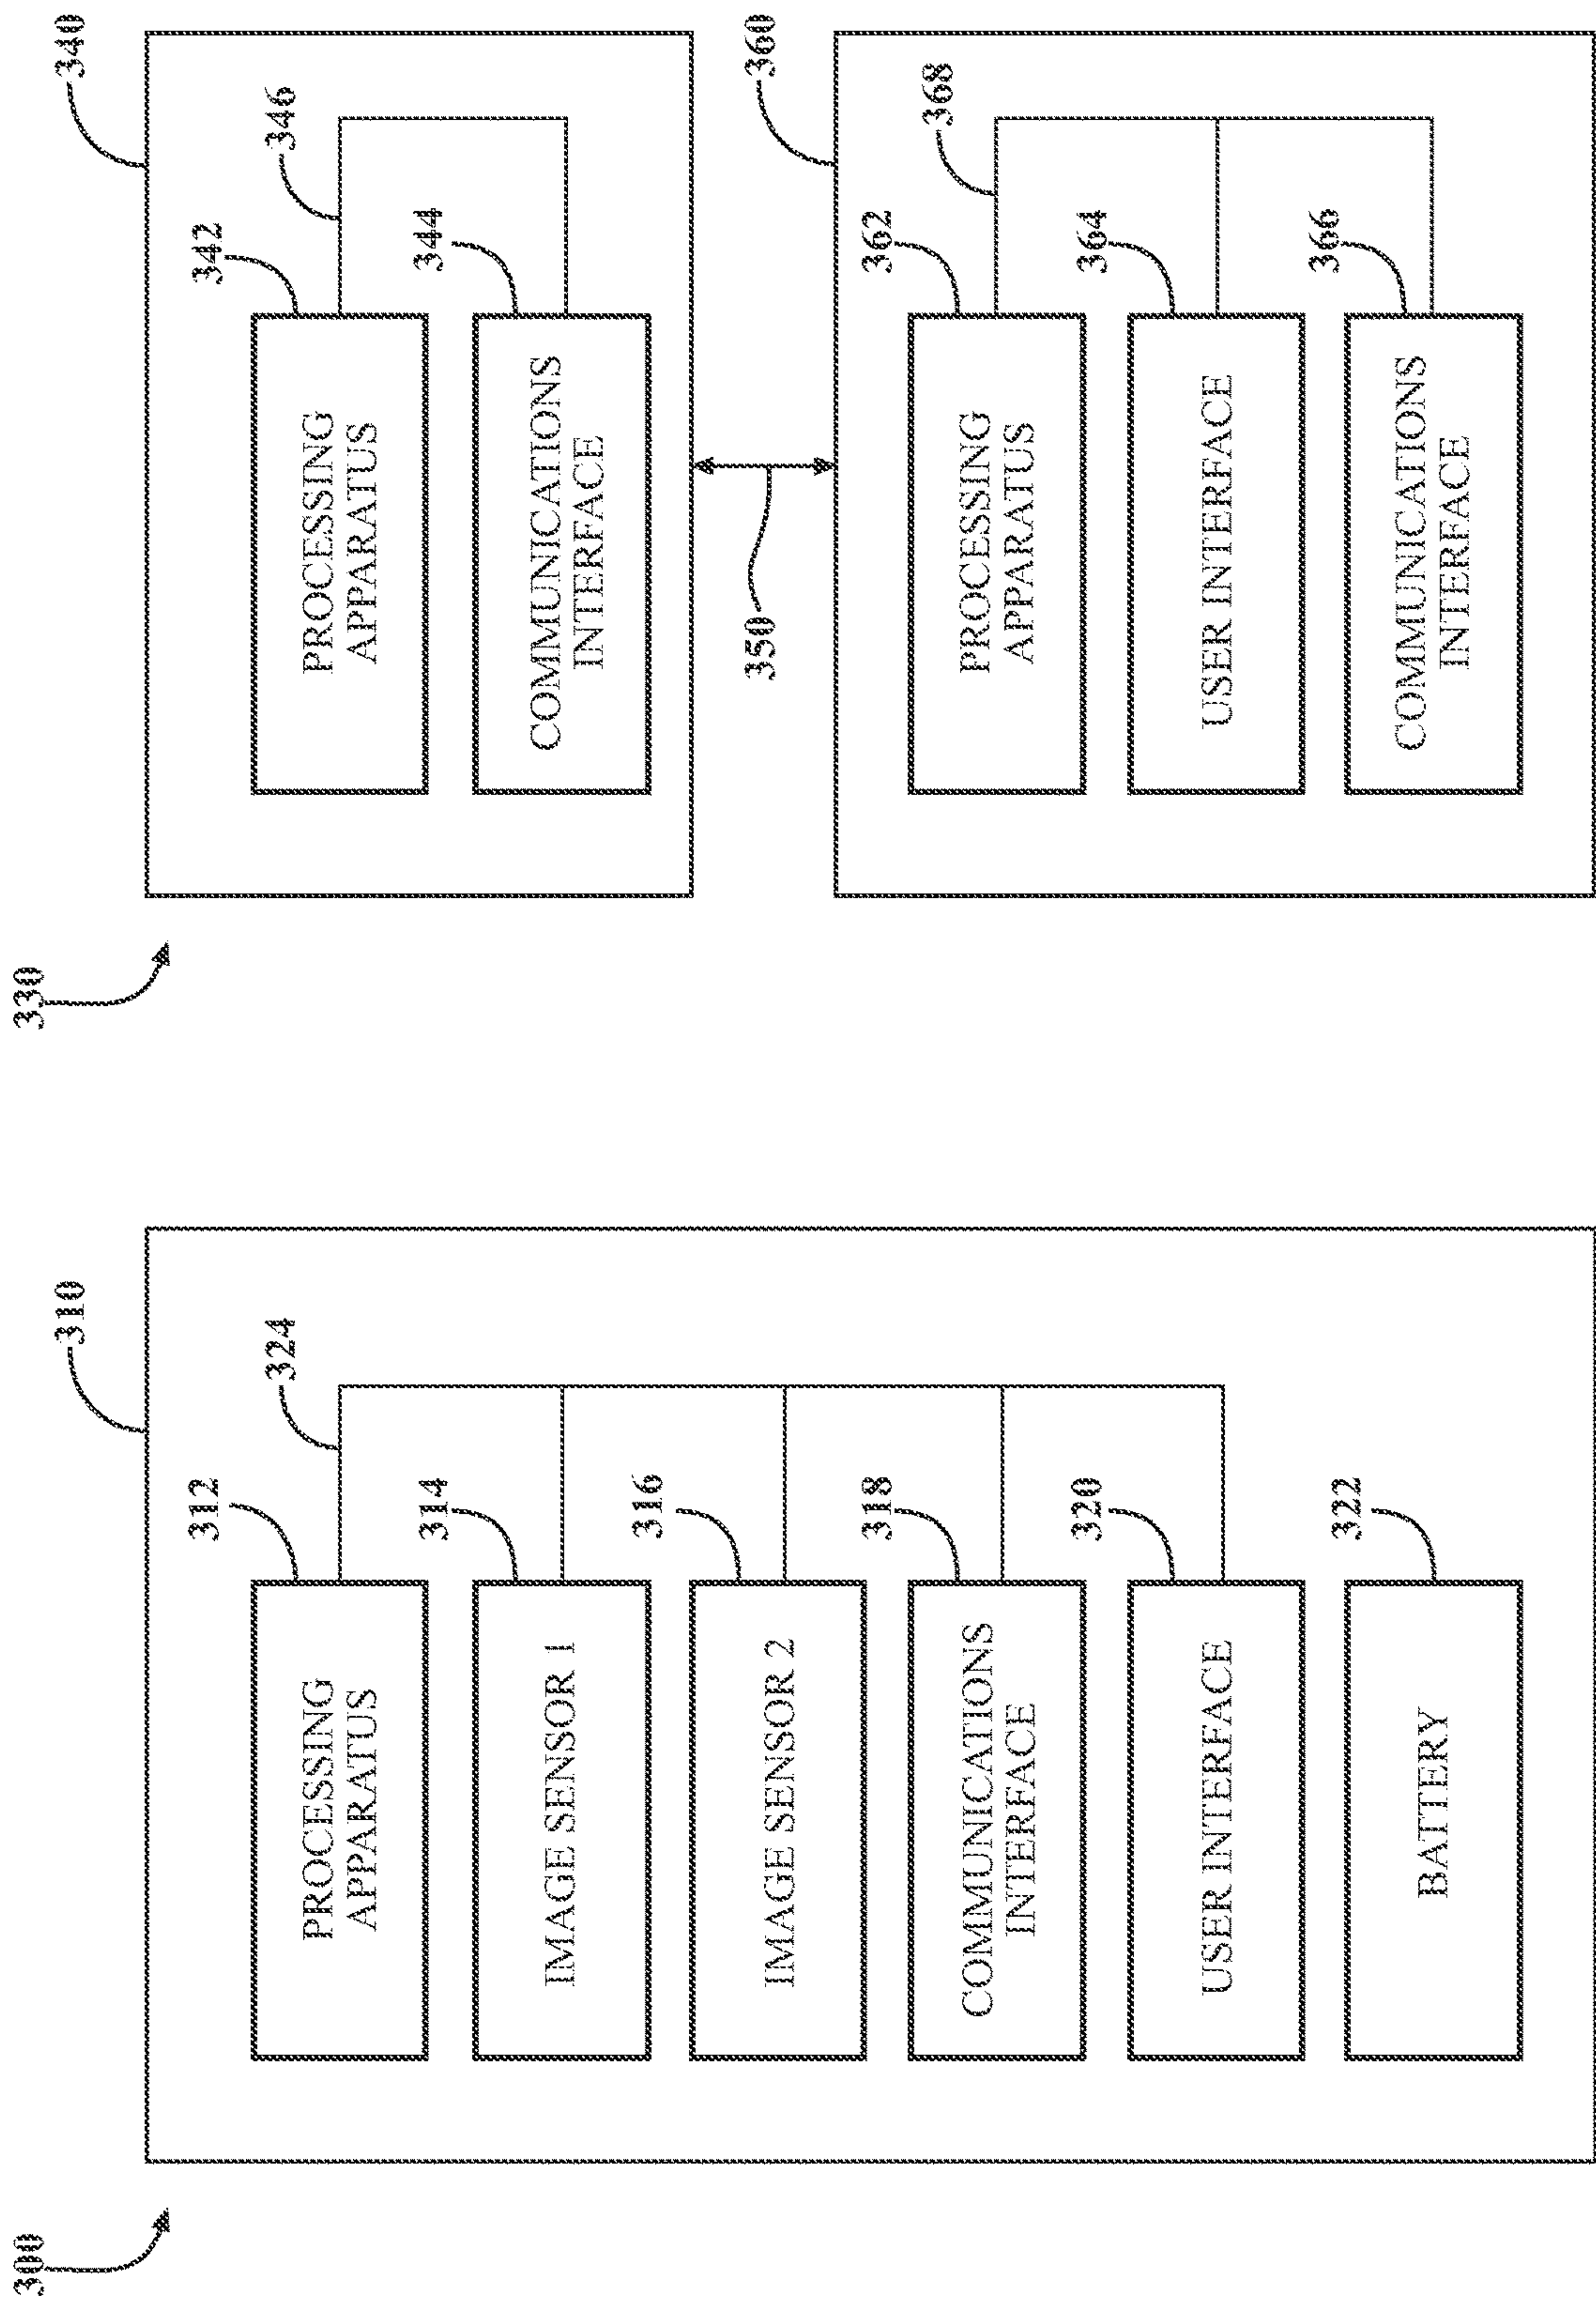 300
310
312
PROCESSING
APPARATUS
324
314
IMAGE SENSOR 1
316
IMAGE SENSOR 2
318
COMMUNICATIONS
INTERFACE
320
USER INTERFACE
322
BATTERY
330
340
342
PROCESSING
APPARATUS
346
344
COMMUNICATIONS
INTERFACE
350
360
362
PROCESSING
APPARATUS
368
364
USER INTERFACE
366
COMMUNICATIONS
INTERFACE